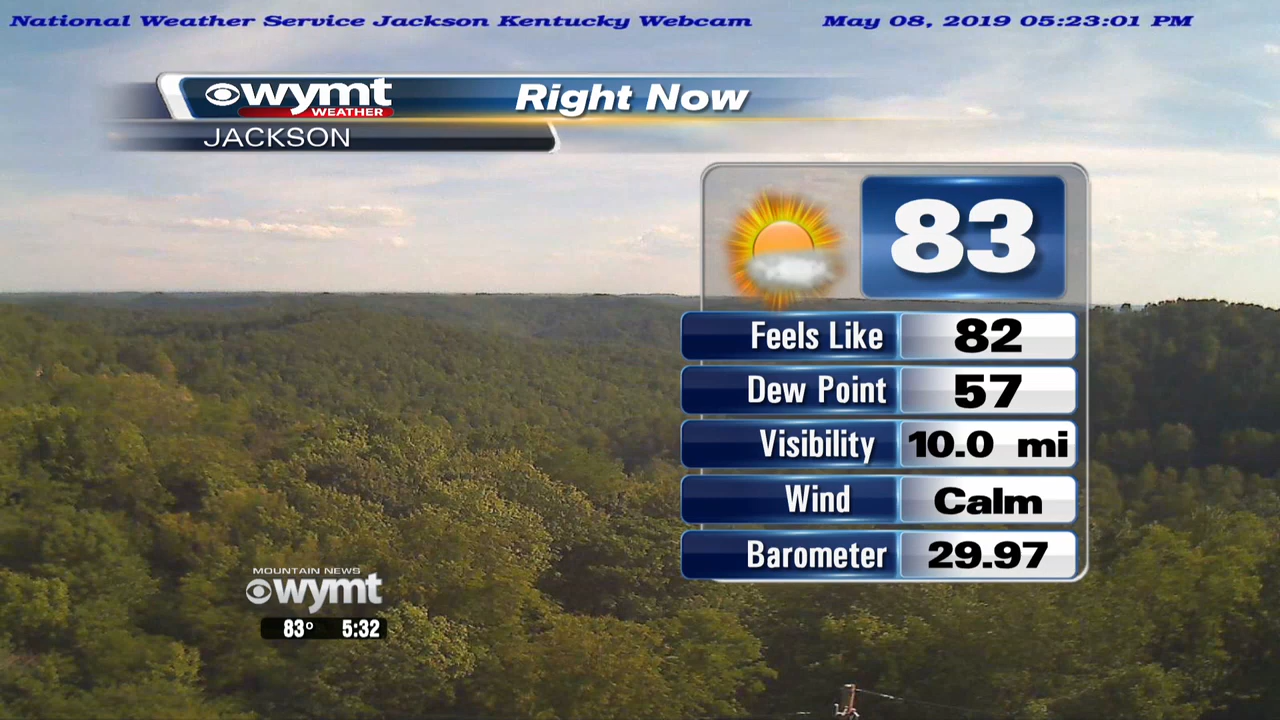 National Weather Service Jackson Kentucky Webcam May 08, 2019 05:23:01 PM
wymt Right Now
WEATHER
JACKSON
83
Feels Like 82
Dew Point 57
Visibility 10.0 mi
Wind Calm
Barometer 29.97
MOUNTAIN NEWS
wymt
83° 5:32